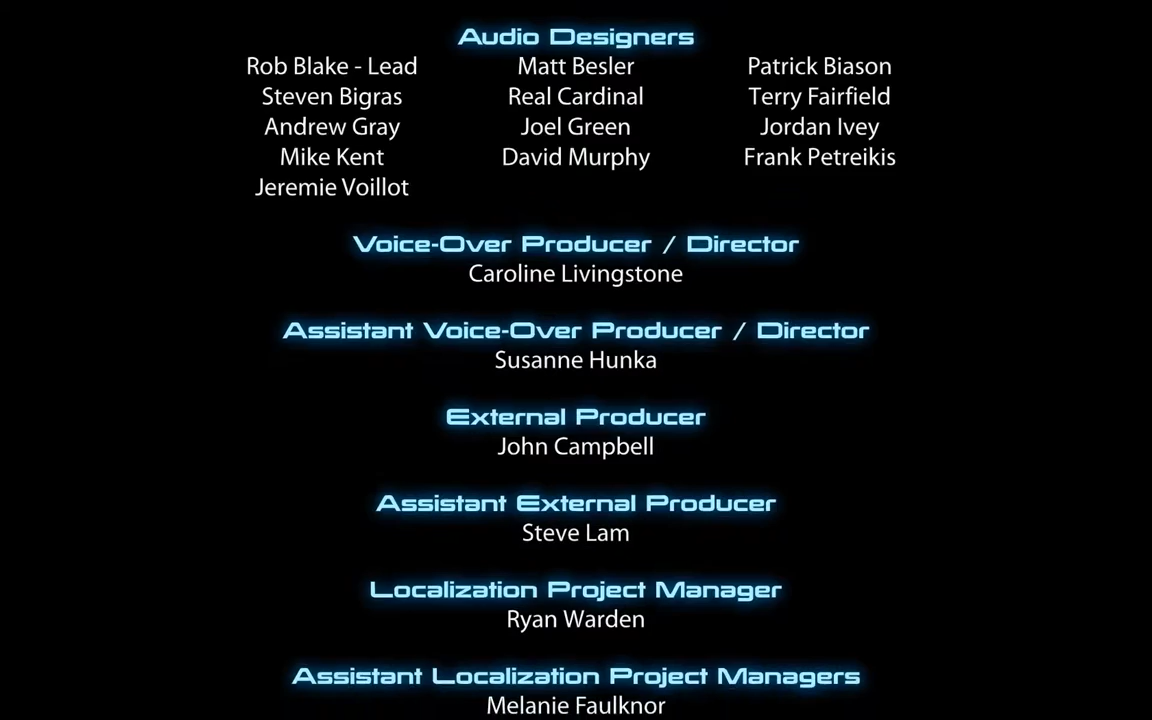 Audio Designers
Rob Blake - Lead Matt Besler Patrick Biason
Steven Bigras Real Cardinal Terry Fairfield
Andrew Gray Joel Green Jordan Ivey
Mike Kent David Murphy Frank Petreikis
Jeremie Voillot
Voice-Over Producer / Director
Caroline Livingstone
Assistant Voice-Over Producer / Director
Susanne Hunka
External Producer
John Campbell
Assistant External Producer
Steve Lam
Localization Project Manager
Ryan Warden
Assistant Localization Project Managers
Melanie Faulknor